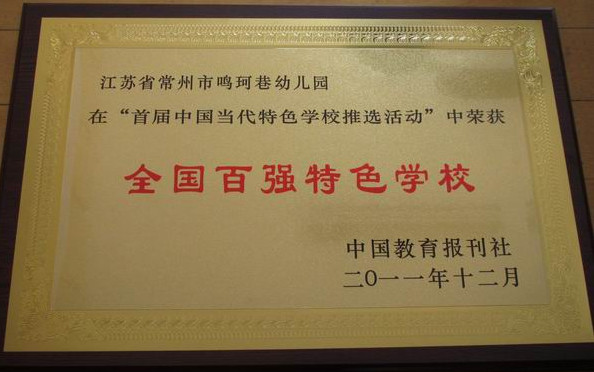 江苏省常州市鸣珂巷幼儿园
在“首届中国当代特色学校推选活动”中荣获
全国百强特色学校
中国教育报刊社
二〇一一年十二月